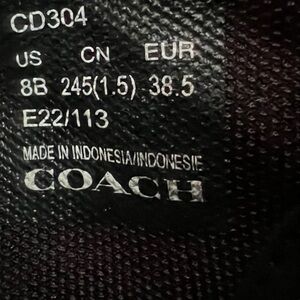 CD304
US CN EUR
8B 245(1.5) 38.5
E22/113
MADE IN INDONESIA/INDONESIE
COACH